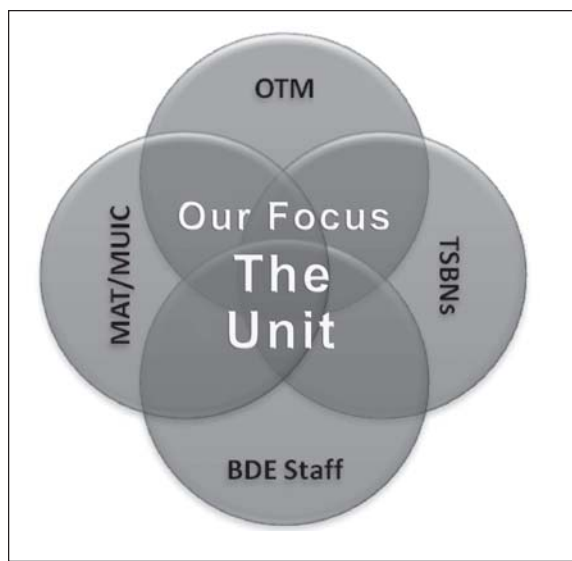 OTM
MAT/MUIC
Our Focus
The
Unit
TSBNs
BDE Staff